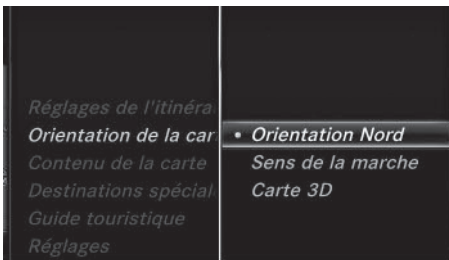 Réglages de l'itinéra
Orientation de la car
Contenu de la carte
Destinations spécial
Guide touristique
Réglages
• Orientation Nord
Sens de la marche
Carte 3D